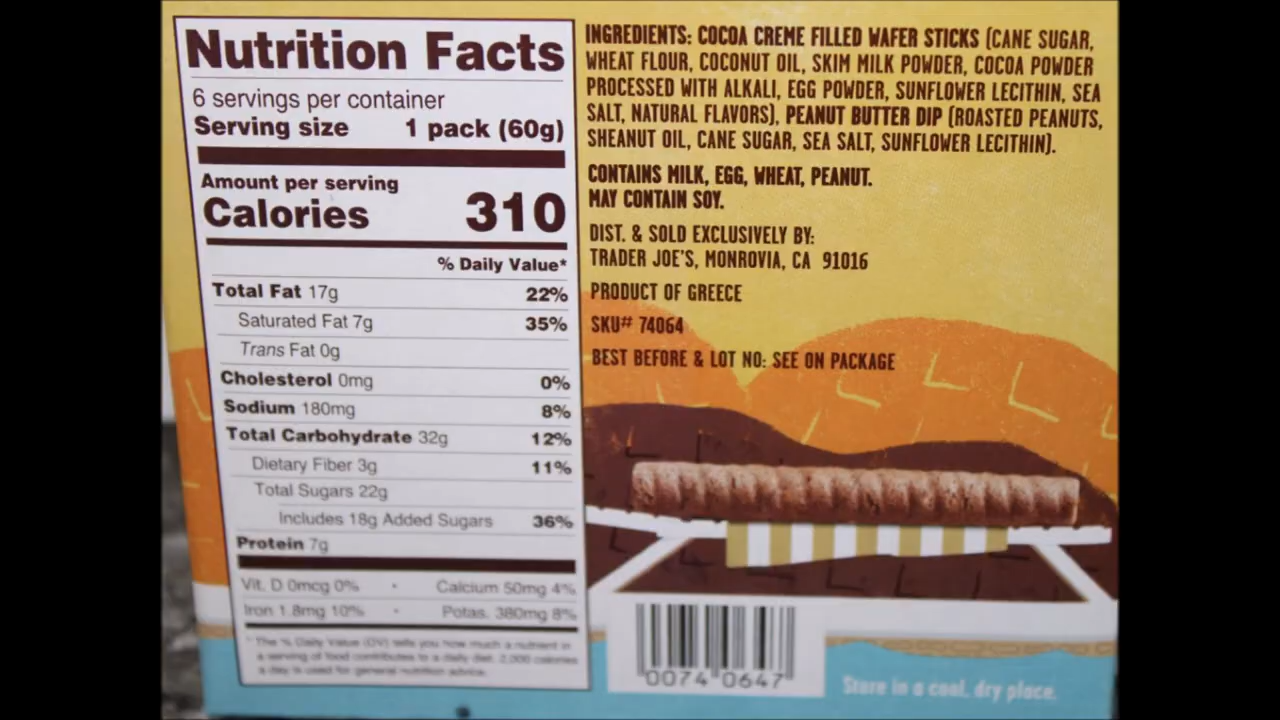 Nutrition Facts
6 servings per container
Serving size 1 pack (60g)
Amount per serving
Calories 310
% Daily Value*
Total Fat 17g 22%
Saturated Fat 7g 35%
Trans Fat 0g
Cholesterol 0mg 0%
Sodium 180mg 8%
Total Carbohydrate 32g 12%
Dietary Fiber 3g 11%
Total Sugars 22g
Includes 18g Added Sugars 36%
Protein 7g
Vit. D 0mcg 0% • Calcium 50mg 4%
Iron 1.8mg 10% • Potas. 380mg 8%
* The % Daily Value (DV) tells you how much a nutrient in
a serving of food contributes to a daily diet. 2,000 calories
a day is used for general nutrition advice.
INGREDIENTS: COCOA CREME FILLED WAFER STICKS (CANE SUGAR,
WHEAT FLOUR, COCONUT OIL, SKIM MILK POWDER, COCOA POWDER
PROCESSED WITH ALKALI, EGG POWDER, SUNFLOWER LECITHIN, SEA
SALT, NATURAL FLAVORS), PEANUT BUTTER DIP (ROASTED PEANUTS,
SHEANUT OIL, CANE SUGAR, SEA SALT, SUNFLOWER LECITHIN).
CONTAINS MILK, EGG, WHEAT, PEANUT.
MAY CONTAIN SOY.
DIST. & SOLD EXCLUSIVELY BY:
TRADER JOE'S, MONROVIA, CA 91016
PRODUCT OF GREECE
SKU# 74064
BEST BEFORE & LOT NO: SEE ON PACKAGE
0074 0647
Store in a cool, dry place.